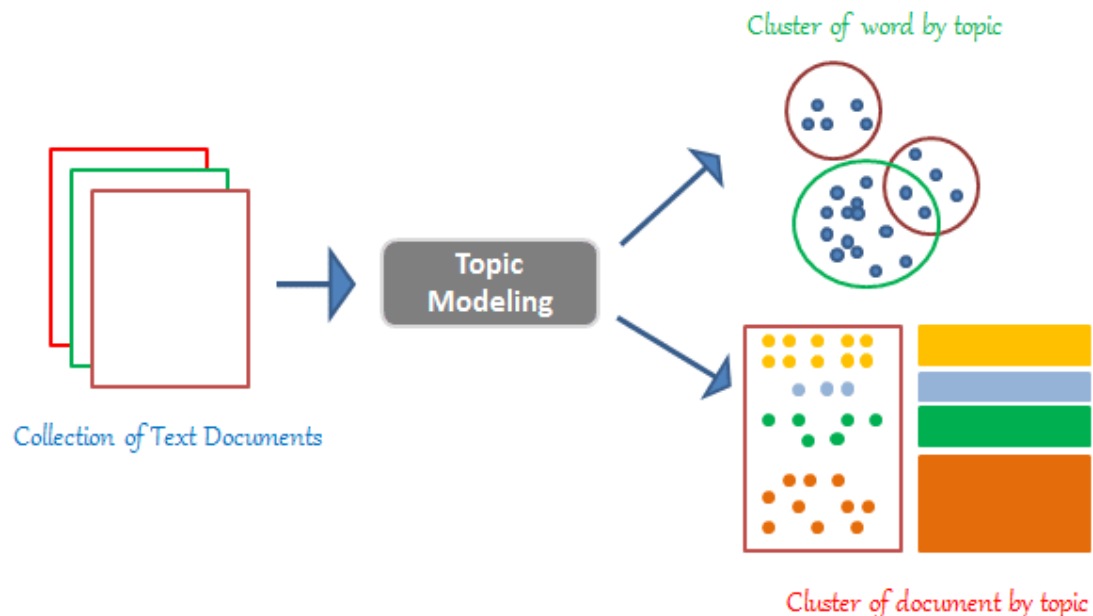 Cluster of word by topic
Topic
Modeling
Collection of Text Documents
Cluster of document by topic